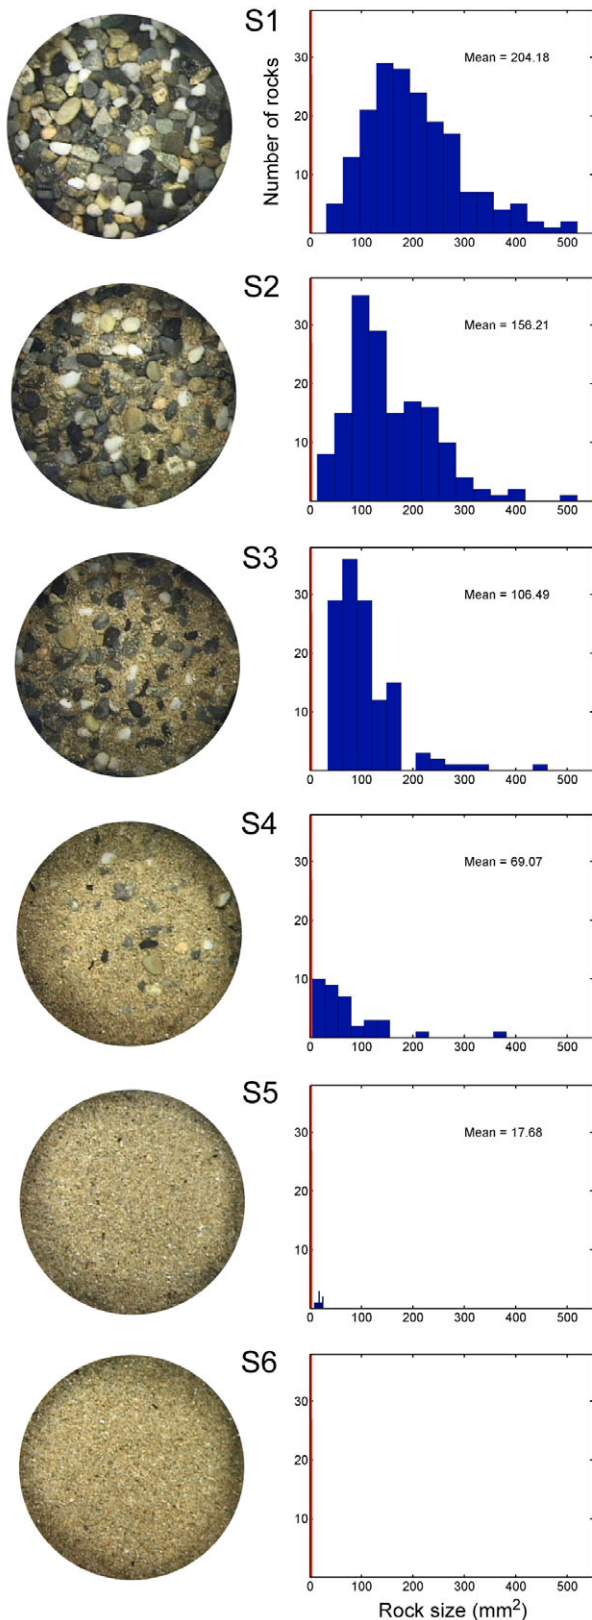 S1
Number of rocks
Mean = 204.18
30
20
10
0 100 200 300 400 500
S2
Mean = 156.21
30
20
10
0 100 200 300 400 500
S3
Mean = 106.49
30
20
10
0 100 200 300 400 500
S4
Mean = 69.07
30
20
10
0 100 200 300 400 500
S5
Mean = 17.68
30
20
10
0 100 200 300 400 500
S6
30
20
10
0 100 200 300 400 500
Rock size (mm²)